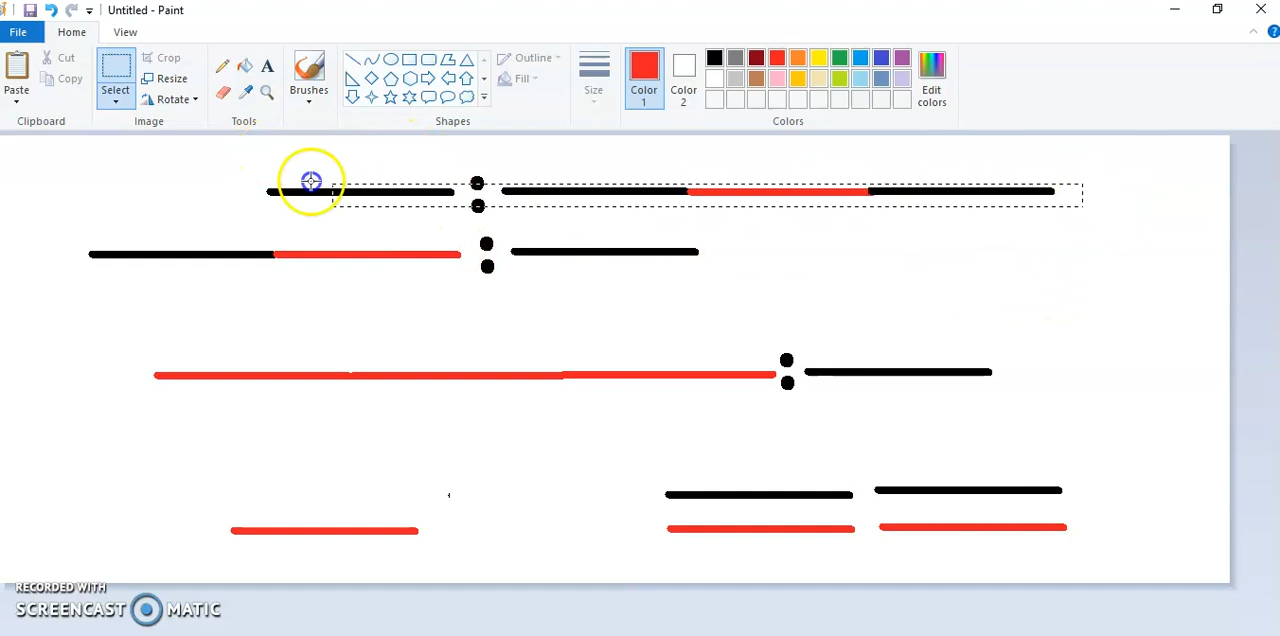 Untitled - Paint
File Home View
Paste
Cut
Copy
Clipboard
Select
Crop
Resize
Rotate
Image
Tools
Brushes
Outline
Fill
Shapes
Size
Color 1
Color 2
Edit colors
Colors
RECORDED WITH
SCREENCAST MATIC